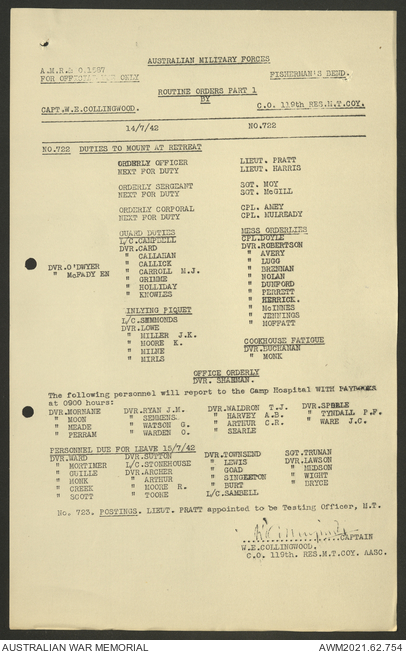 AUSTRALIAN MILITARY FORCES
A.M.R.& O.1587
FOR OFFICIAL USE ONLY
FISHERMAN'S BEND.
ROUTINE ORDERS PART 1
BY
CAPT.W.E.COLLINGWOOD.
C.O. 119th RES.M.T.COY.
14/7/42
NO.722
NO.722 DUTIES TO MOUNT AT RETREAT
ORDERLY OFFICER LIEUT. PRATT
NEXT FOR DUTY LIEUT. HARRIS
ORDERLY SERGEANT SGT. MOY
NEXT FOR DUTY SGT. McGILL
ORDERLY CORPORAL CPL. AMEY
NEXT FOR DUTY CPL. MULREADY
GUARD DUTIES MESS ORDERLIES
L/C.CAMPBELL CPL.DOYLE
DVR.CARD DVR.ROBERTSON
" CALLAHAN " AVERY
" CALLICK " LUGG
DVR.O'DWYER " CARROLL M.J. " BRENNAN
" McFADY EN " GRIMME " NOLAN
" HOLLIDAY " DUNFORD
" KNOWLES " PERRETT
" HERRICK.
INLYING PIQUET " McINNES
L/C.SEMMONDS " JENNINGS
DVR.LOWE " MOFFATT
" MILLER J.K.
" MOORE K. COOKHOUSE FATIGUE
" MILNE DVR.BUCHANAN
" MIRLS " MONK
OFFICE ORDERLY
DVR. SHARMAN.
The following personnel will report to the Camp Hospital WITH PAYBOOKS
at 0900 hours:
DVR.MORNANE DVR.RYAN J.M. DVR.WALDRON T.J. DVR.SPEELE
" MOON " SEMMENS. " HARVEY A.B. " TYNDALL P.F.
" MEADE " WATSON G. " ARTHUR C.R. " WARE J.C.
" PERRAM " WARDEN O. " SEARLE
PERSONNEL DUE FOR LEAVE 15/7/42
DVR.WARD DVR.SUTTON DVR.TOWNSEND SGT.TRUNAN
" MORTIMER L/C.STONEHOUSE " LEWIS DVR.LAWSON
" GUILLE DVR.ARCHER " GOAD " MEDSON
" MONK " ARTHUR " SINGLETON " WIGHT
" CREEK " MOORE R. " BURT " DRYCE
" SCOTT " TOORE L/C.SAMBELL
No. 723. POSTINGS. LIEUT. PRATT appointed to be Testing Officer, M.T.
CAPTAIN
W.E.COLLINGWOOD.
C.O. 119th. RES.M.T.COY. AASC.
AUSTRALIAN WAR MEMORIAL
AWM2021.62.754